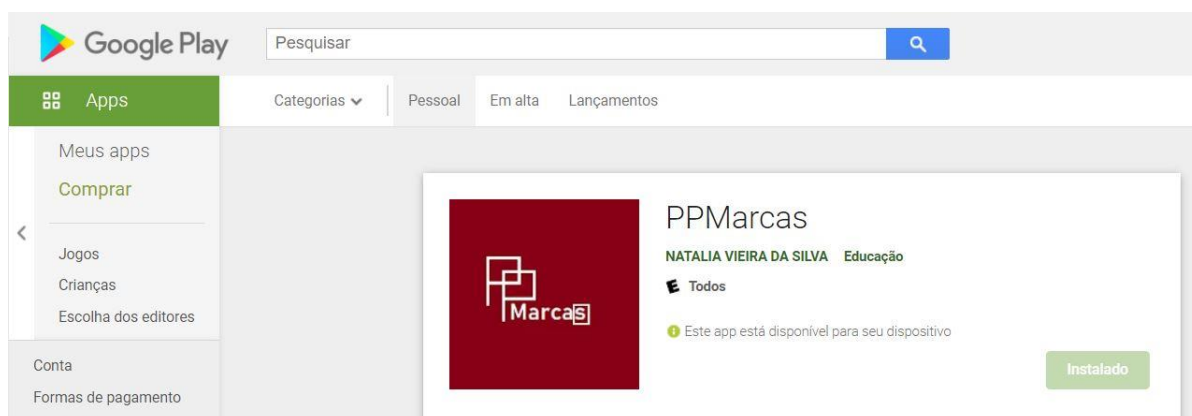 Google Play
Pesquisar
Apps
Categorias
Pessoal
Em alta
Lançamentos
Meus apps
Comprar
Jogos
Crianças
Escolha dos editores
Conta
Formas de pagamento
PP
Marcas
PPMarcas
NATALIA VIEIRA DA SILVA Educação
E Todos
Este app está disponível para seu dispositivo
Instalado